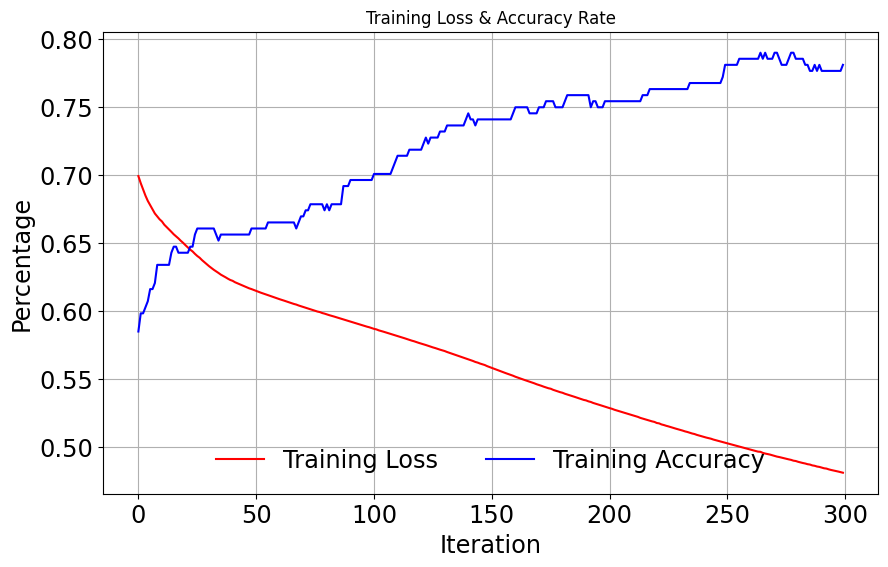 Training Loss & Accuracy Rate
0.80
0.75
0.70
0.65
0.60
0.55
0.50
Percentage
Training Loss Training Accuracy
0 50 100 150 200 250 300
Iteration